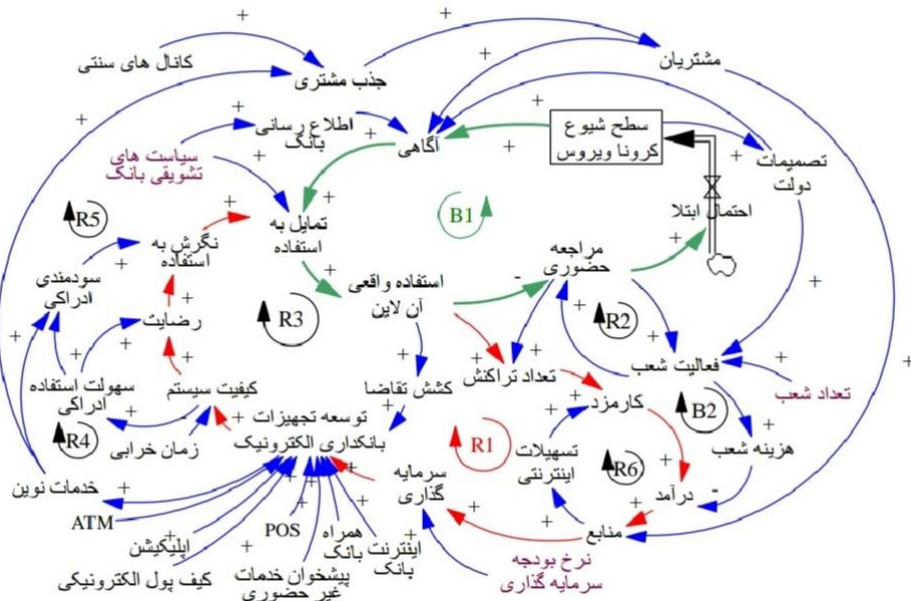 +
+
کانال های سنتی
جذب مشتری
+
مشتریان
+
+
+
اطلاع رسانی
بانک
+
آگاهی
+
سطح شیوع
کرونا ویروس
+
تصمیمات
دولت
سیاست های
تشویقی بانک
+
R5
+
نگرش به
استفاده
+
تمایل به
استفاده
B1
احتمال ابتلا
+
مراجعه
حضوری
+
سودمندی
ادراکی
+
R3
+
استفاده واقعی
آن لاین
-
R2
+
+
رضایت
+
+
+
+
تعداد تراکنش
+
فعالیت شعب
+
+
سهولت استفاده
ادراکی
کیفیت سیستم
کشش تقاضا
کارمزد
تعداد شعب
R4
+
-
زمان خرابی
+
توسعه تجهیزات
بانکداری الکترونیک
+
R1
+
تسهیلات
اینترنتی
B2
+
هزینه شعب
خدمات نوین
+
+
سرمایه
گذاری
R6
+
درآمد
-
ATM
POS
+
+
+
منابع
اپلیکیشن
+
همراه
بانک
اینترنت
بانک
+
نرخ بودجه
سرمایه گذاری
کیف پول الکترونیکی
پیشخوان خدمات
غیر حضوری